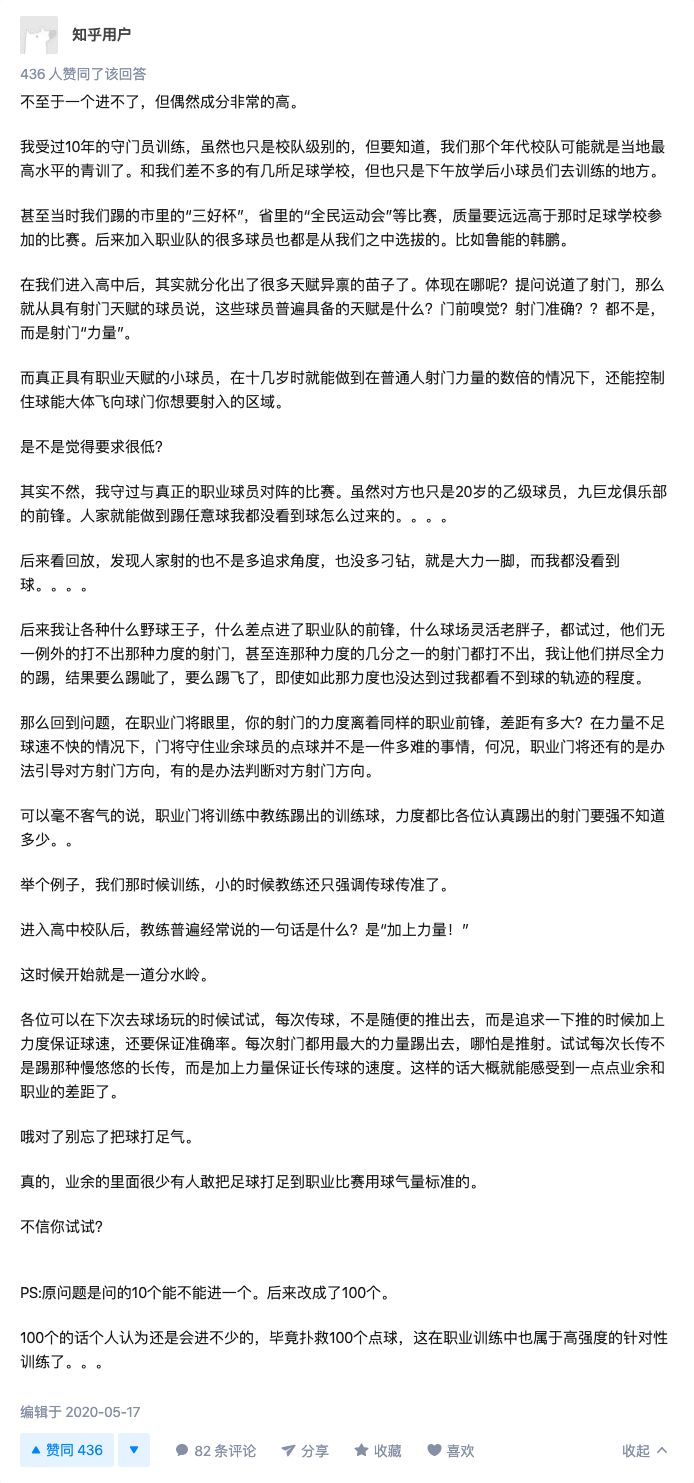 知乎用户
436 人赞同了该回答
不至于一个进不了，但偶然成分非常的高。
我受过10年的守门员训练，虽然也只是校队级别的，但要知道，我们那个年代校队可能就是当地最
高水平的青训了。和我们差不多的有几所足球学校，但也只是下午放学后小球员们去训练的地方。
甚至当时我们踢的市里的“三好杯”，省里的“全民运动会”等比赛，质量要远远高于那时足球学校参
加的比赛。后来加入职业队的很多球员也都是从我们之中选拔的。比如鲁能的韩鹏。
在我们进入高中后，其实就分化出了很多天赋异禀的苗子了。体现在哪呢？提问说道了射门，那么
就从具有射门天赋的球员说，这些球员普遍具备的天赋是什么？门前嗅觉？射门准确？？都不是，
而是射门“力量”。
而真正具有职业天赋的小球员，在十几岁时就能做到在普通人射门力量的数倍的情况下，还能控制
住球能大体飞向球门你想要射入的区域。
是不是觉得要求很低？
其实不然，我守过与真正的职业球员对阵的比赛。虽然对方也只是20岁的乙级球员，九巨龙俱乐部
的前锋。人家就能做到踢任意球我都没看到球怎么过来的。。。。
后来看回放，发现人家射的也不是多追求角度，也没多刁钻，就是大力一脚，而我都没看到
球。。。。
后来我让各种什么野球王子，什么差点进了职业队的前锋，什么球场灵活老胖子，都试过，他们无
一例外的打不出那种力度的射门，甚至连那种力度的几分之一的射门都打不出，我让他们拼尽全力
的踢，结果要么踢呲了，要么踢飞了，即使如此那力度也没达到过我都看不到球的轨迹的程度。
那么回到问题，在职业门将眼里，你的射门的力度离着同样的职业前锋，差距有多大？在力量不足
球速不快的情况下，门将守住业余球员的点球并不是一件多难的事情，何况，职业门将还有的是办
法引导对方射门方向，有的是办法判断对方射门方向。
可以毫不客气的说，职业门将训练中教练踢出的训练球，力度都比各位认真踢出的射门要强不知道
多少。。
举个例子，我们那时候训练，小的时候教练还只强调传球传准了。
进入高中校队后，教练普遍经常说的一句话是什么？是“加上力量！”
这时候开始就是一道分水岭。
各位可以在下次去球场玩的时候试试，每次传球，不是随便的推出去，而是追求一下推的时候加上
力度保证球速，还要保证准确率。每次射门都用最大的力量踢出去，哪怕是推射。试试每次长传不
是踢那种慢悠悠的长传，而是加上力量保证长传球的速度。这样的话大概就能感受到一点点业余和
职业的差距了。
哦对了别忘了把球打足气。
真的，业余的里面很少有人敢把足球打足到职业比赛用球气量标准的。
不信你试试？
PS:原问题是问的10个能不能进一个。后来改成了100个。
100个的话个人认为还是会进不少的，毕竟扑救100个点球，这在职业训练中也属于高强度的针对性
训练了。。。
编辑于 2020-05-17
赞同 436 82 条评论 分享 收藏 喜欢 收起